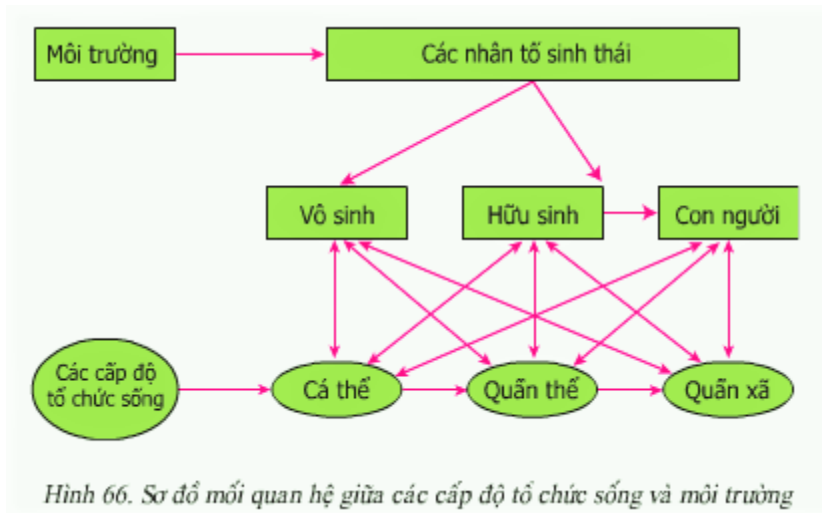 Môi trường
Các nhân tố sinh thái
Vô sinh
Hữu sinh
Con người
Các cấp độ
tổ chức sống
Cá thể
Quần thể
Quần xã
Hình 66. Sơ đồ mối quan hệ giữa các cấp độ tổ chức sống và môi trường